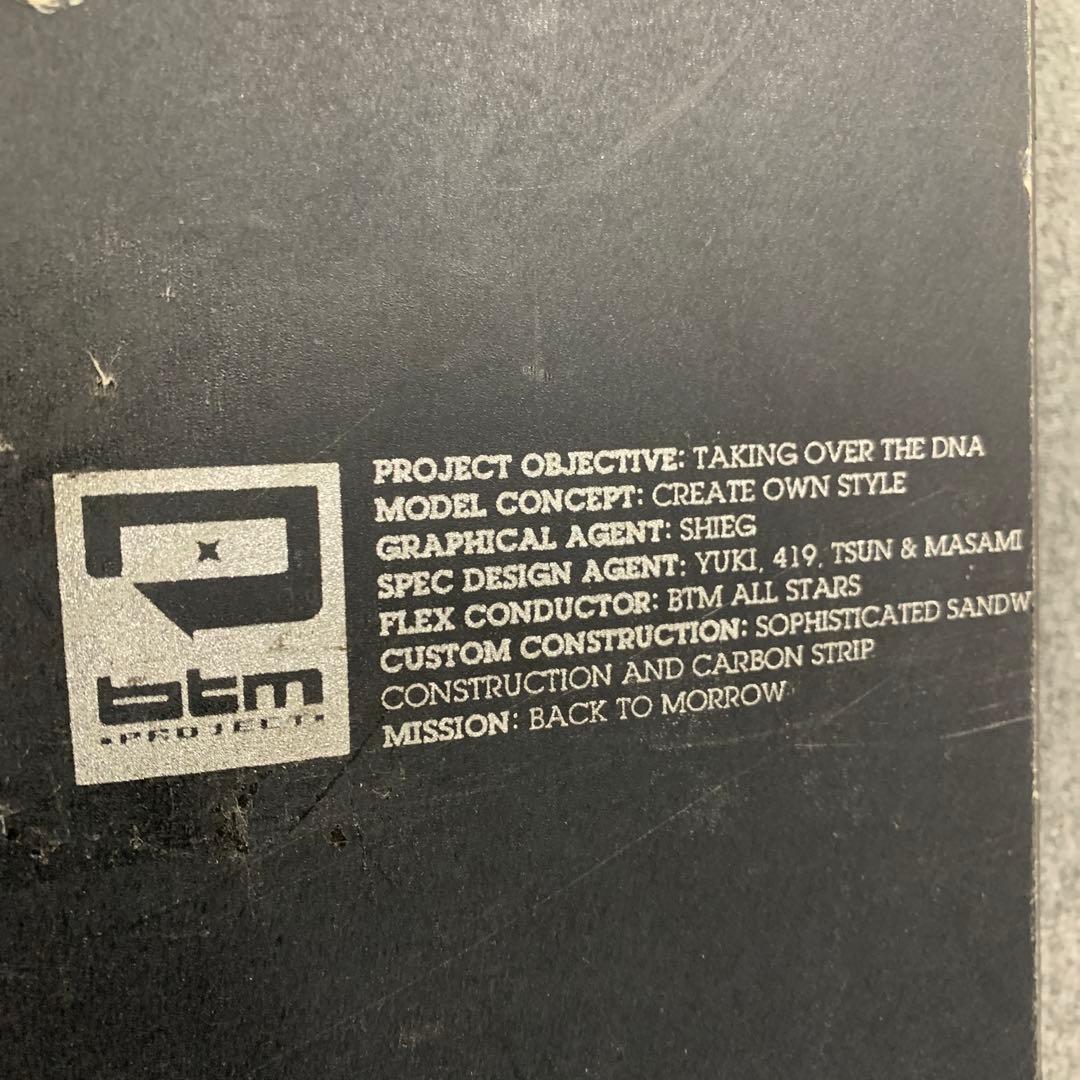 PROJECT OBJECTIVE: TAKING OVER THE DNA
MODEL CONCEPT: CREATE OWN STYLE
GRAPHICAL AGENT: SHIEG
SPEC DESIGN AGENT: YUKI, 419, TSUN & MASAMI
FLEX CONDUCTOR: BTM ALL STARS
CUSTOM CONSTRUCTION: SOPHISTICATED SANDW
CONSTRUCTION AND CARBON STRIP
MISSION: BACK TO MORROW
btm
PROJECT